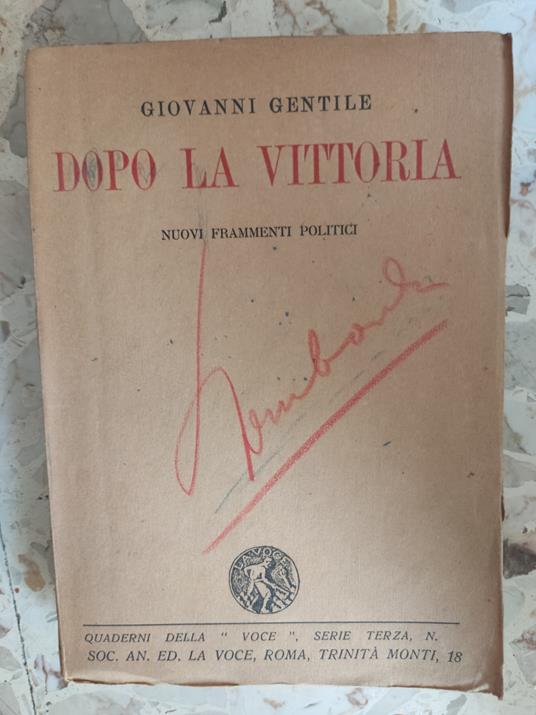 GIOVANNI GENTILE
DOPO LA VITTORIA
NUOVI FRAMMENTI POLITICI
LA VOCE
QUADERNI DELLA " VOCE ", SERIE TERZA, N.
SOC. AN. ED. LA VOCE, ROMA, TRINITÀ MONTI, 18